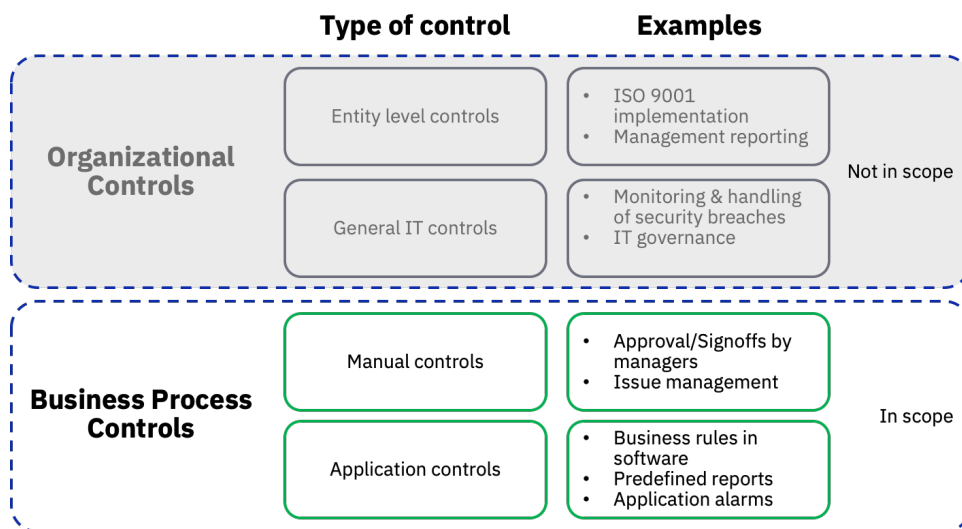 Type of control
Examples
Organizational
Controls
Entity level controls
• ISO 9001
implementation
• Management reporting
General IT controls
• Monitoring & handling
of security breaches
• IT governance
Not in scope
Business Process
Controls
Manual controls
• Approval/Signoffs by
managers
• Issue management
Application controls
• Business rules in
software
• Predefined reports
• Application alarms
In scope